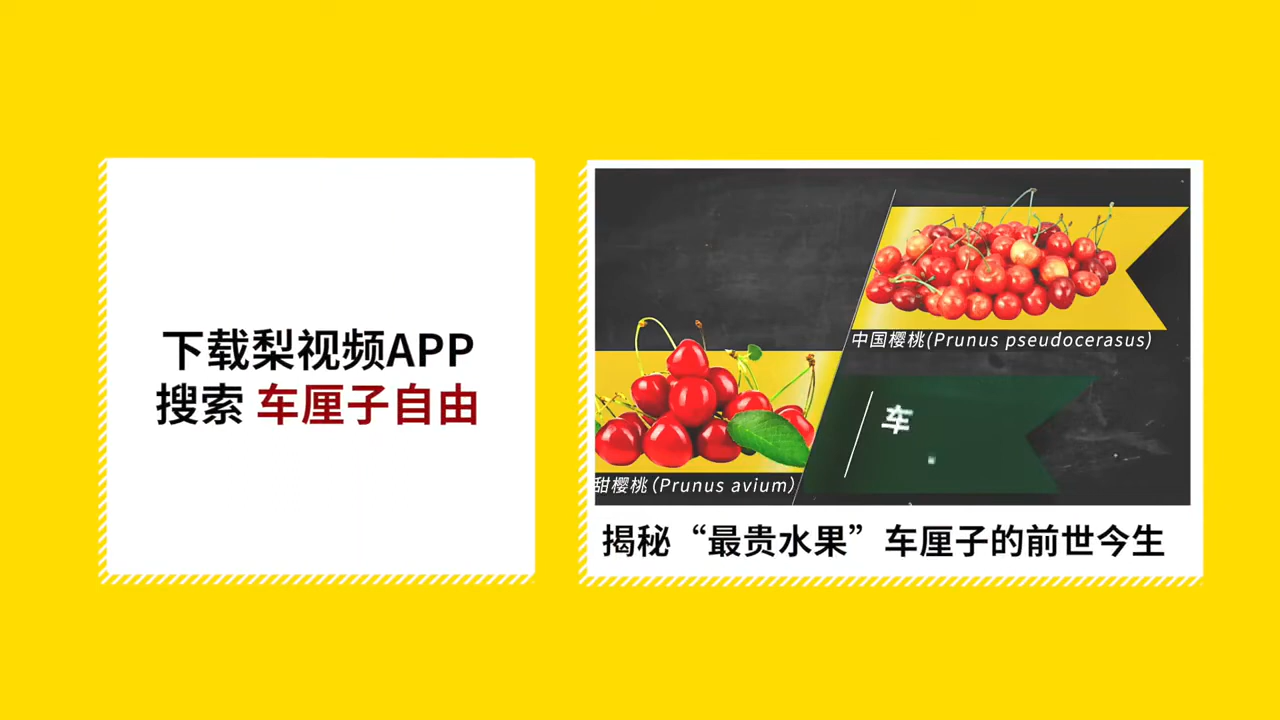 下载梨视频APP
搜索 车厘子自由
中国樱桃(Prunus pseudocerasus)
车
甜樱桃(Prunus avium)
揭秘“最贵水果”车厘子的前世今生